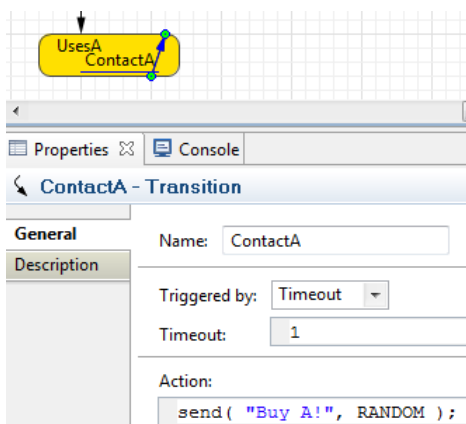 UsesA
ContactA
Properties Console
ContactA - Transition
General
Name: ContactA
Description
Triggered by: Timeout
Timeout: 1
Action:
send( "Buy A!", RANDOM );